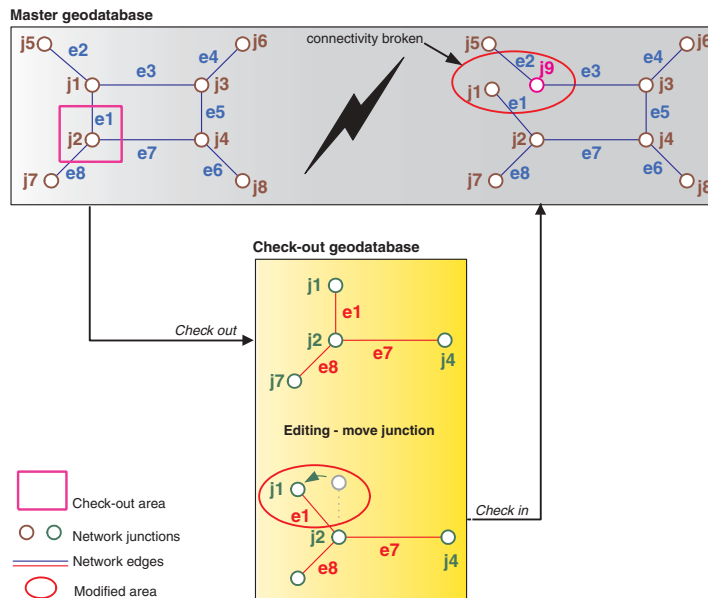 Master geodatabase
j5
e2
j1
e3
e4
j6
j3
e1
e5
j2
e7
j4
j7
e8
e6
j8
connectivity broken
j5
e2
j9
e3
e4
j6
j3
j1
e1
e5
j2
e7
j4
j7
e8
e6
j8
Check-out geodatabase
j1
e1
j2
e7
e8
j4
j7
Check out
Editing - move junction
j1
e1
j2
e7
j4
e8
Check in
Check-out area
Network junctions
Network edges
Modified area